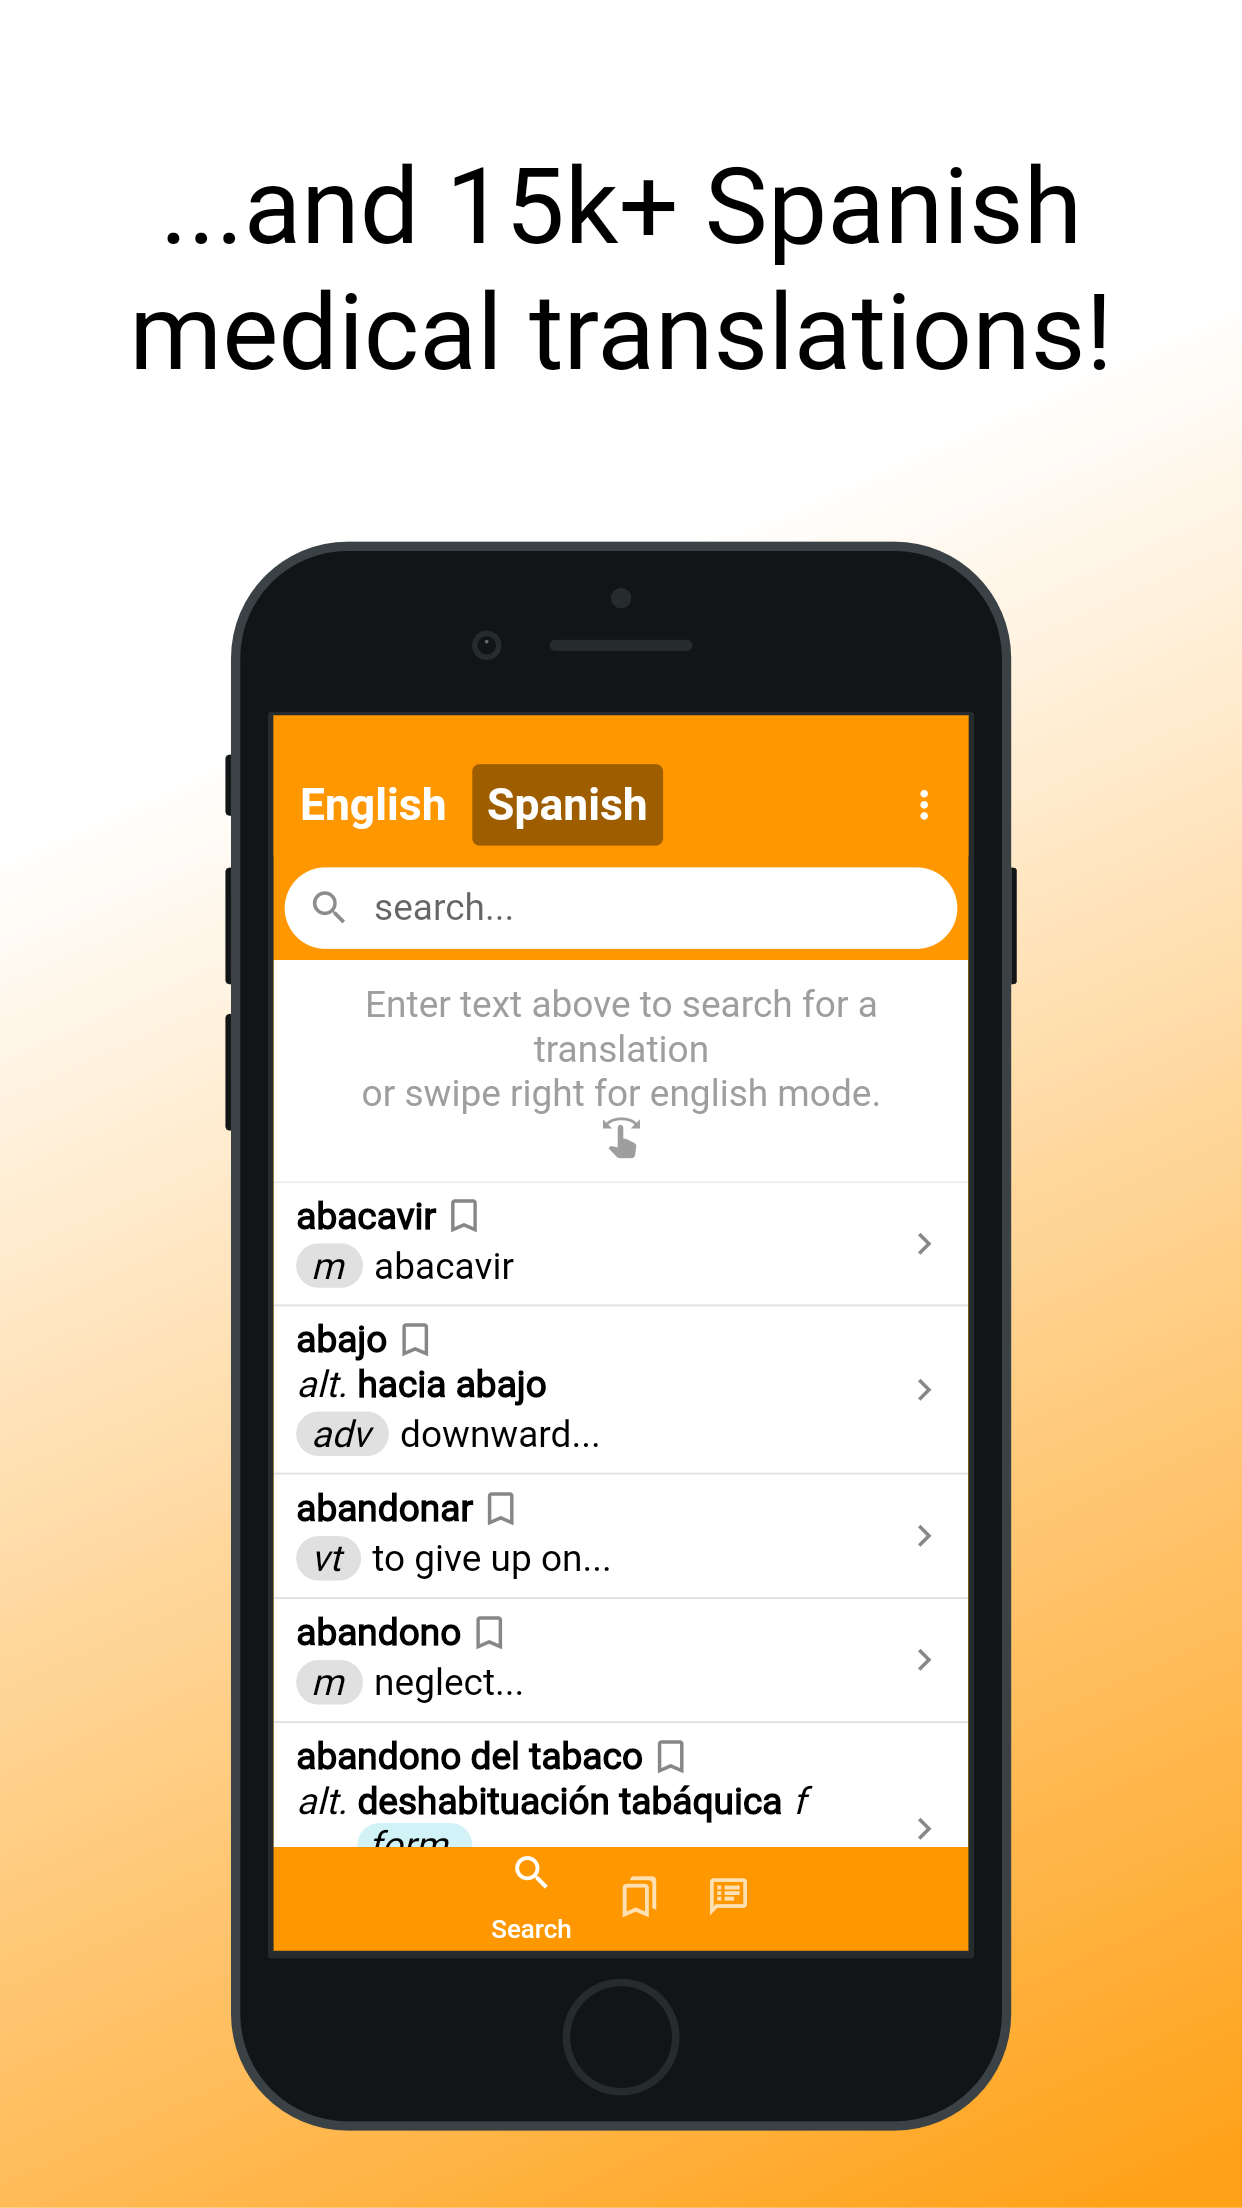 ...and 15k+ Spanish
medical translations!
English Spanish
search...
Enter text above to search for a
translation
or swipe right for english mode.
abacavir
m abacavir
abajo
alt. hacia abajo
adv downward...
abandonar
vt to give up on...
abandono
m neglect...
abandono del tabaco
alt. deshabituación tabáquica f
form
Search